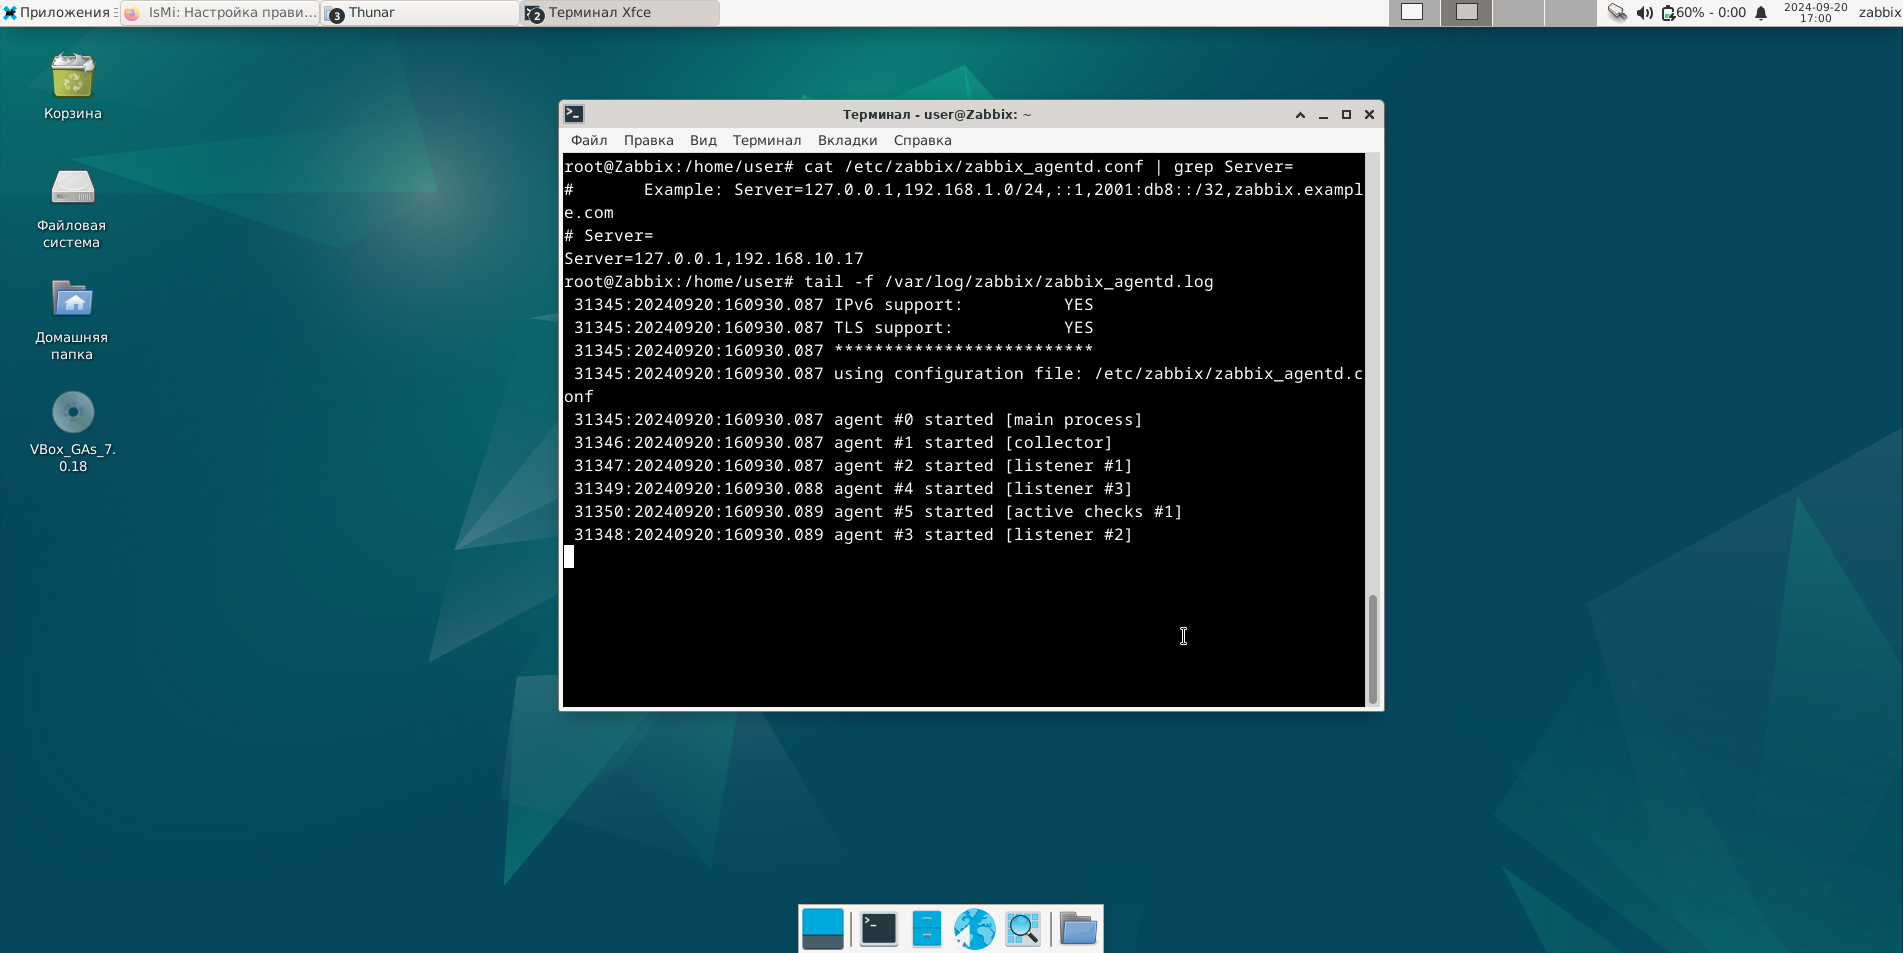 Приложения
IsMi: Настройка прави...
3 Thunar
2 Терминал Xfce
60% - 0:00
2024-09-20
17:00
zabbix
Корзина
Файловая
система
Домашняя
папка
VBox_GAs_7.
0.18
Терминал - user@Zabbix: ~
Файл Правка Вид Терминал Вкладки Справка
root@Zabbix:/home/user# cat /etc/zabbix/zabbix_agentd.conf | grep Server=
#       Example: Server=127.0.0.1,192.168.1.0/24,::1,2001:db8::/32,zabbix.exampl
e.com
# Server=
Server=127.0.0.1,192.168.10.17
root@Zabbix:/home/user# tail -f /var/log/zabbix/zabbix_agentd.log
 31345:20240920:160930.087 IPv6 support:          YES
 31345:20240920:160930.087 TLS support:           YES
 31345:20240920:160930.087 **************************
 31345:20240920:160930.087 using configuration file: /etc/zabbix/zabbix_agentd.c
onf
 31345:20240920:160930.087 agent #0 started [main process]
 31346:20240920:160930.087 agent #1 started [collector]
 31347:20240920:160930.087 agent #2 started [listener #1]
 31349:20240920:160930.088 agent #4 started [listener #3]
 31350:20240920:160930.089 agent #5 started [active checks #1]
 31348:20240920:160930.089 agent #3 started [listener #2]